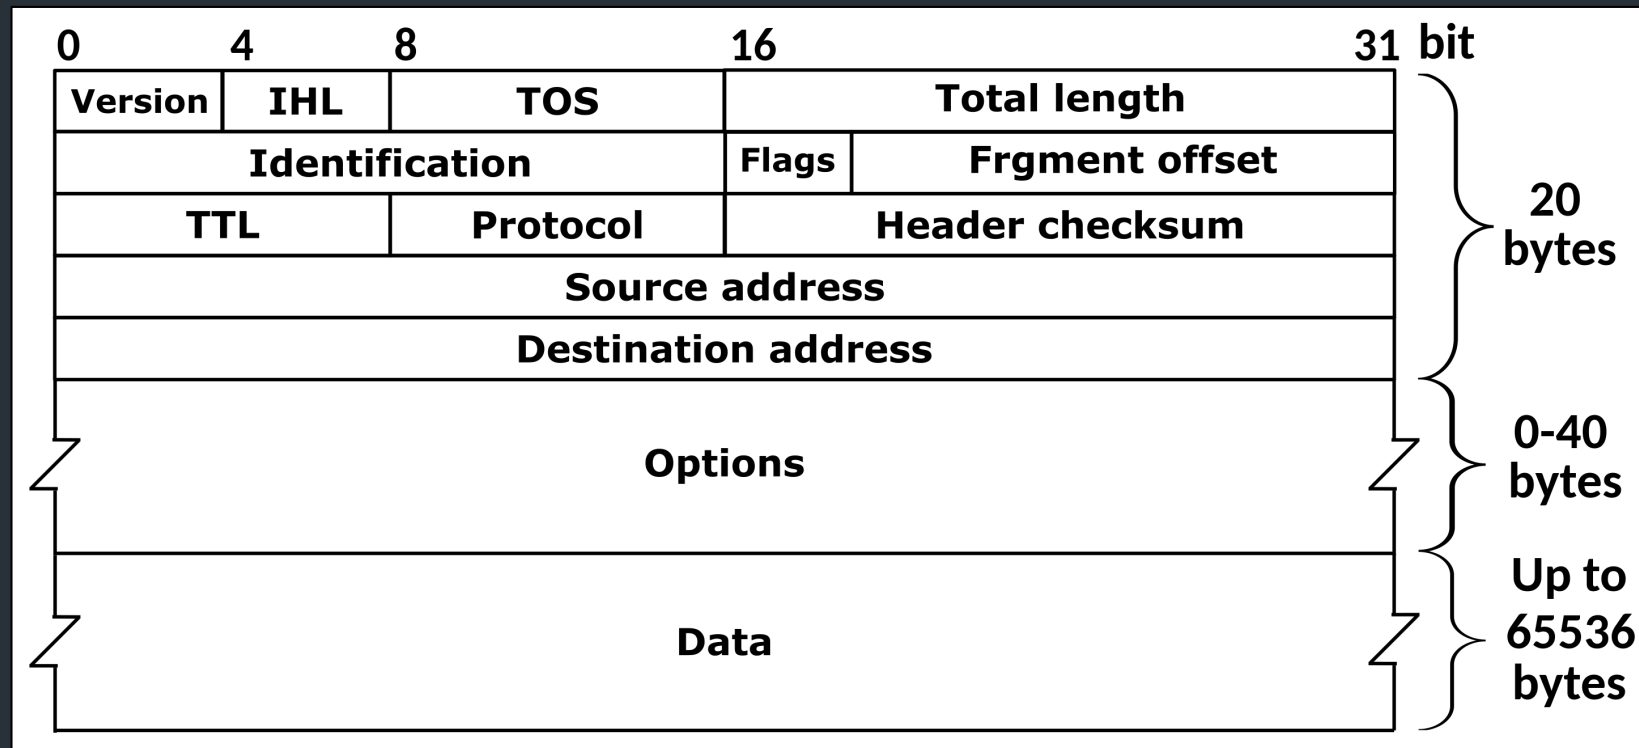 0 4 8 16 31 bit
Version IHL TOS Total length
Identification Flags Frgment offset
TTL Protocol Header checksum
Source address
Destination address
20
bytes
Options
0-40
bytes
Data
Up to
65536
bytes